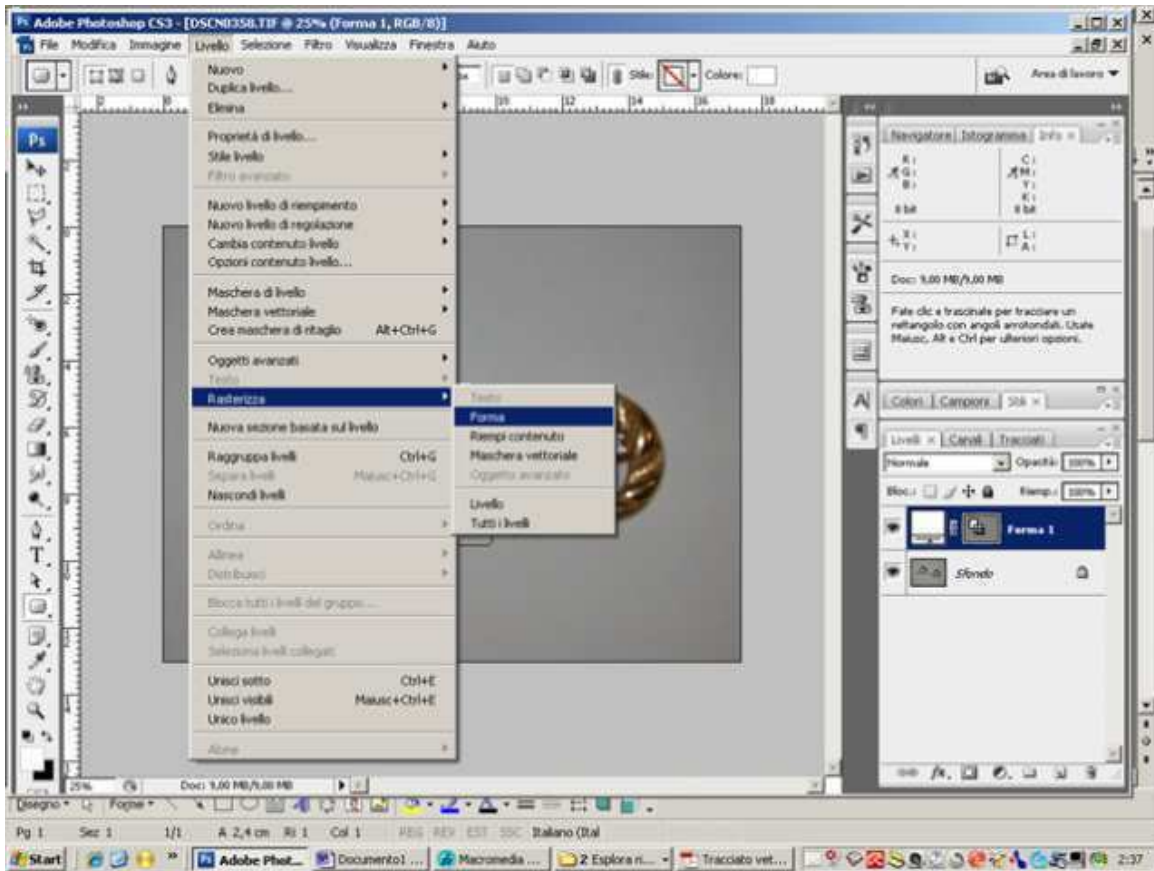 Adobe Photoshop CS3 - [DSCN0358.TIF @ 25% (Forma 1, RGB/8)]
File Modifica Immagine Livello Selezione Filtro Visualizza Finestra Aiuto
Stile: Colore: Area di lavoro
Nuovo
Duplica livello...
Elimina
Proprietà di livello...
Stile livello
Filtro avanzato
Nuovo livello di riempimento
Nuovo livello di regolazione
Cambia contenuto livello
Opzioni contenuto livello...
Maschera di livello
Maschera vettoriale
Crea maschera di ritaglio Alt+Ctrl+G
Oggetti avanzati
Testo
Rasterizza
Nuova sezione basata sul livello
Raggruppa livelli Ctrl+G
Separa livelli Maiusc+Ctrl+G
Nascondi livelli
Ordina
Allinea
Distribuisci
Blocca tutti i livelli del gruppo...
Collega livelli
Seleziona livelli collegati
Unisci sotto Ctrl+E
Unisci visibili Maiusc+Ctrl+E
Unico livello
Alone
Testo
Forma
Riempi contenuto
Maschera vettoriale
Oggetto avanzato
Livello
Tutti i livelli
10 12 14 16 18
Ps
Navigatore Istogramma Info
R: C:
G: M:
B: Y:
K:
8 bit 8 bit
X: L:
Y: A:
Doc: 9,00 MB/9,00 MB
Fate clic e trascinate per tracciare un
rettangolo con angoli arrotondati. Usate
Maiusc, Alt e Ctrl per ulteriori opzioni.
Colori Campioni Stili
Livelli Canali Tracciati
Normale Opacità: 100%
Bloc.: Riemp.: 100%
Forma 1
Sfondo
25% Doc: 9,00 MB/9,00 MB
Disegno Forme
Pg 1 Sez 1 1/1 A 2,4 cm Ri 1 Col 1 REG REV EST SSC Italiano (Ital
Start Adobe Phot... Documento1 ... Macromedia ... 2 Esplora ri... Tracciato vet... 2:37